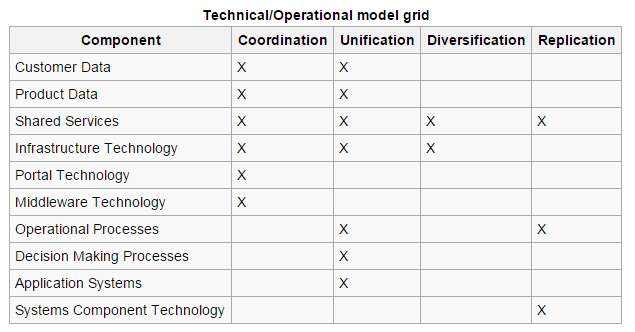 Technical/Operational model grid
Component Coordination Unification Diversification Replication
Customer Data X X
Product Data X X
Shared Services X X X X
Infrastructure Technology X X X
Portal Technology X
Middleware Technology X
Operational Processes X X
Decision Making Processes X
Application Systems X
Systems Component Technology X